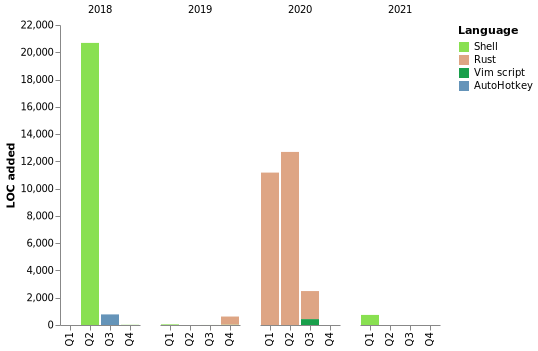 2018 2019 2020 2021
Language
Shell
Rust
Vim script
AutoHotkey
LOC added
22,000
20,000
18,000
16,000
14,000
12,000
10,000
8,000
6,000
4,000
2,000
0
Q1 Q2 Q3 Q4 Q1 Q2 Q3 Q4 Q1 Q2 Q3 Q4 Q1 Q2 Q3 Q4